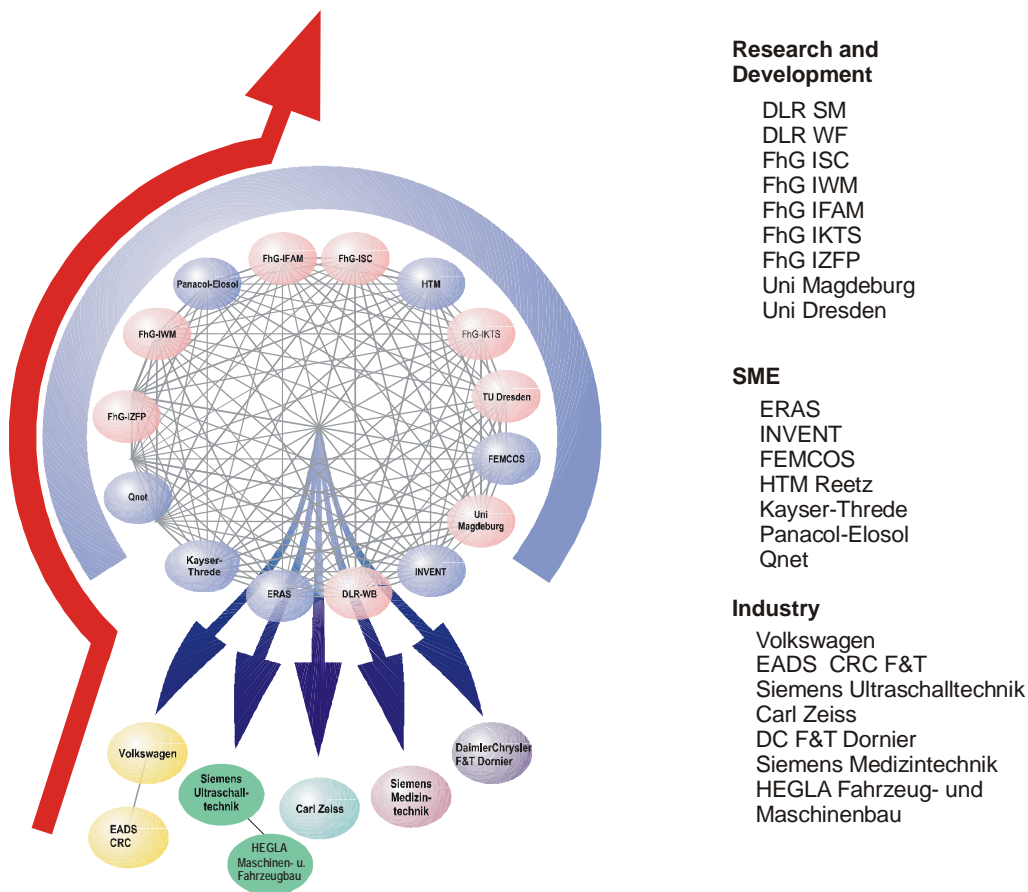 FhG-IFAM
FhG-ISC
Panacol-Elosol
HTM
FhG-IWM
FhG-IKTS
FhG-IZFP
TU Dresden
Qnet
FEMCOS
Uni
Magdeburg
Kayser-
Threde
INVENT
ERAS
DLR-WB
Volkswagen
EADS
CRC
Siemens
Ultraschall-
technik
HEGLA
Maschinen- u.
Fahrzeugbau
Carl Zeiss
Siemens
Medizin-
technik
DaimlerChrysler
F&T Dornier
Research and
Development
DLR SM
DLR WF
FhG ISC
FhG IWM
FhG IFAM
FhG IKTS
FhG IZFP
Uni Magdeburg
Uni Dresden
SME
ERAS
INVENT
FEMCOS
HTM Reetz
Kayser-Threde
Panacol-Elosol
Qnet
Industry
Volkswagen
EADS CRC F&T
Siemens Ultraschalltechnik
Carl Zeiss
DC F&T Dornier
Siemens Medizintechnik
HEGLA Fahrzeug- und
Maschinenbau